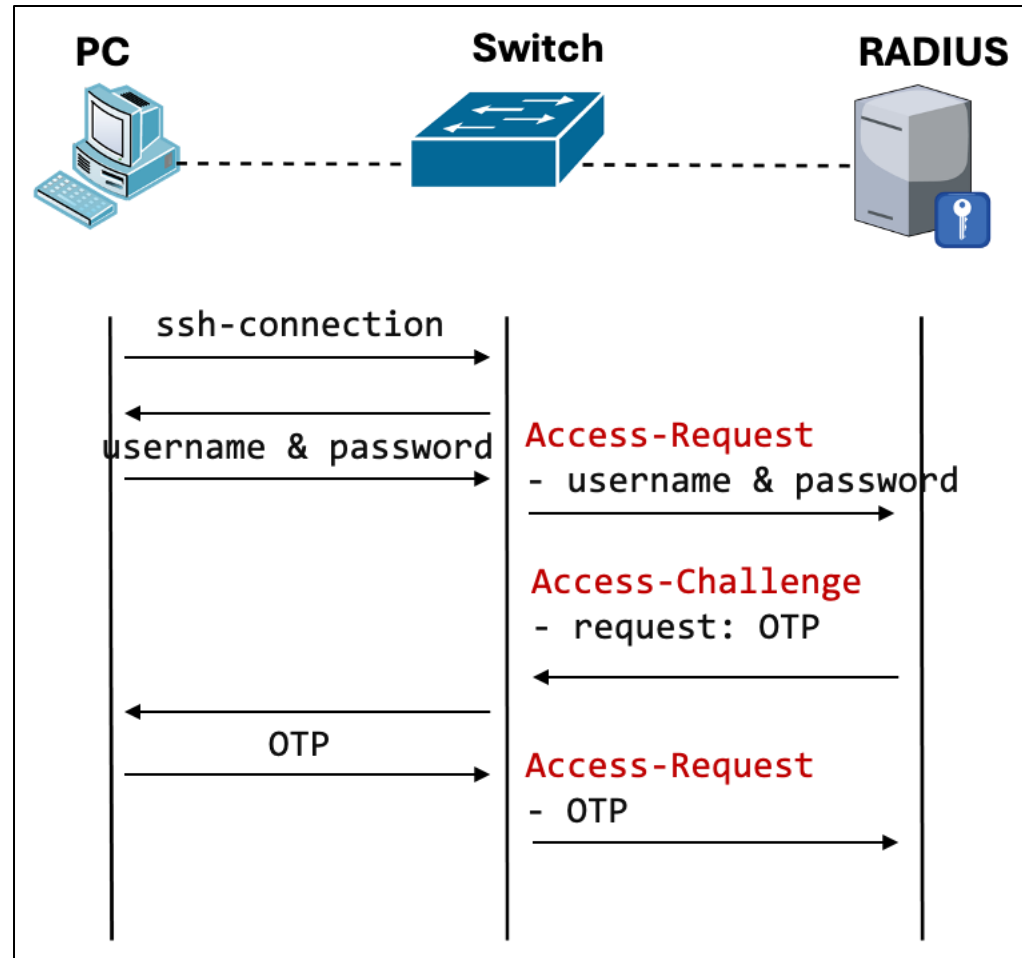 PC
Switch
RADIUS
ssh-connection
username & password
Access-Request
- username & password
Access-Challenge
- request: OTP
OTP
Access-Request
- OTP